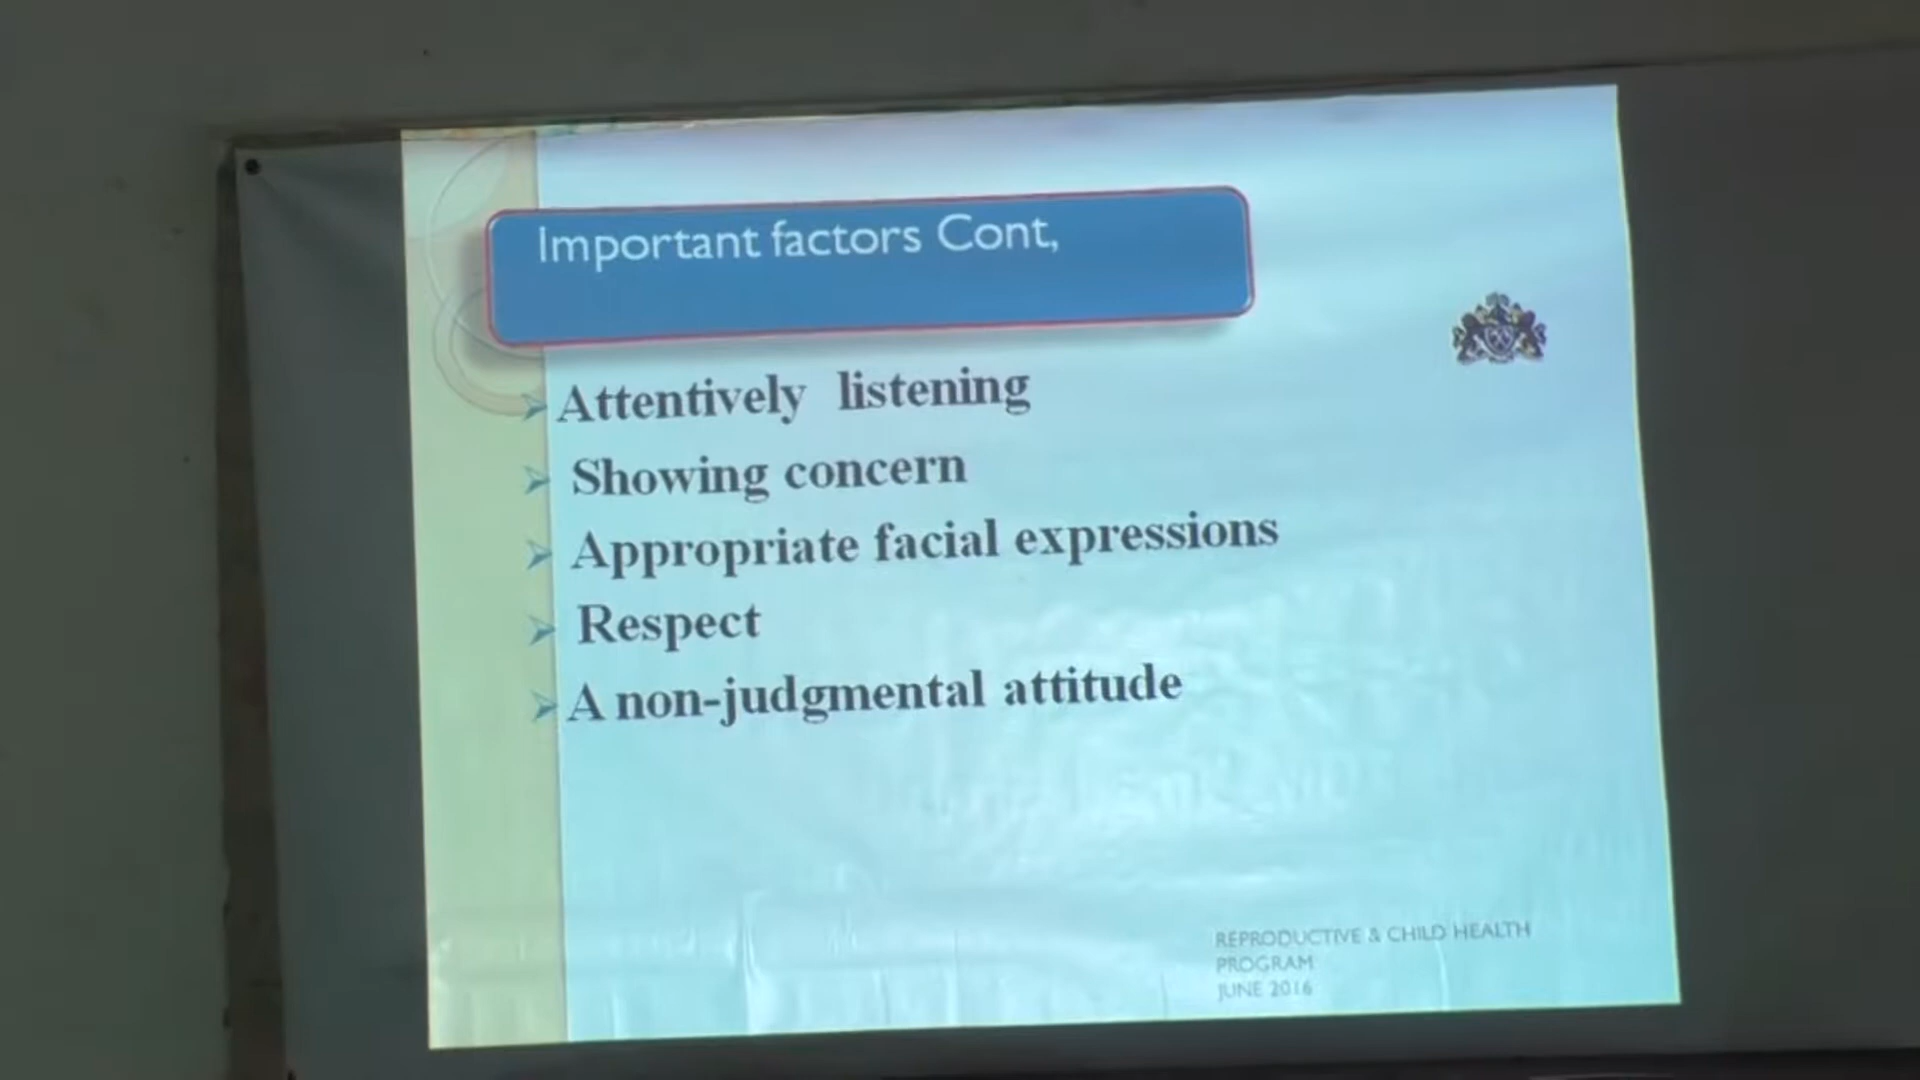 Important factors Cont,
Attentively listening
Showing concern
Appropriate facial expressions
Respect
A non-judgmental attitude
REPRODUCTIVE & CHILD HEALTH
PROGRAM
JUNE 2016